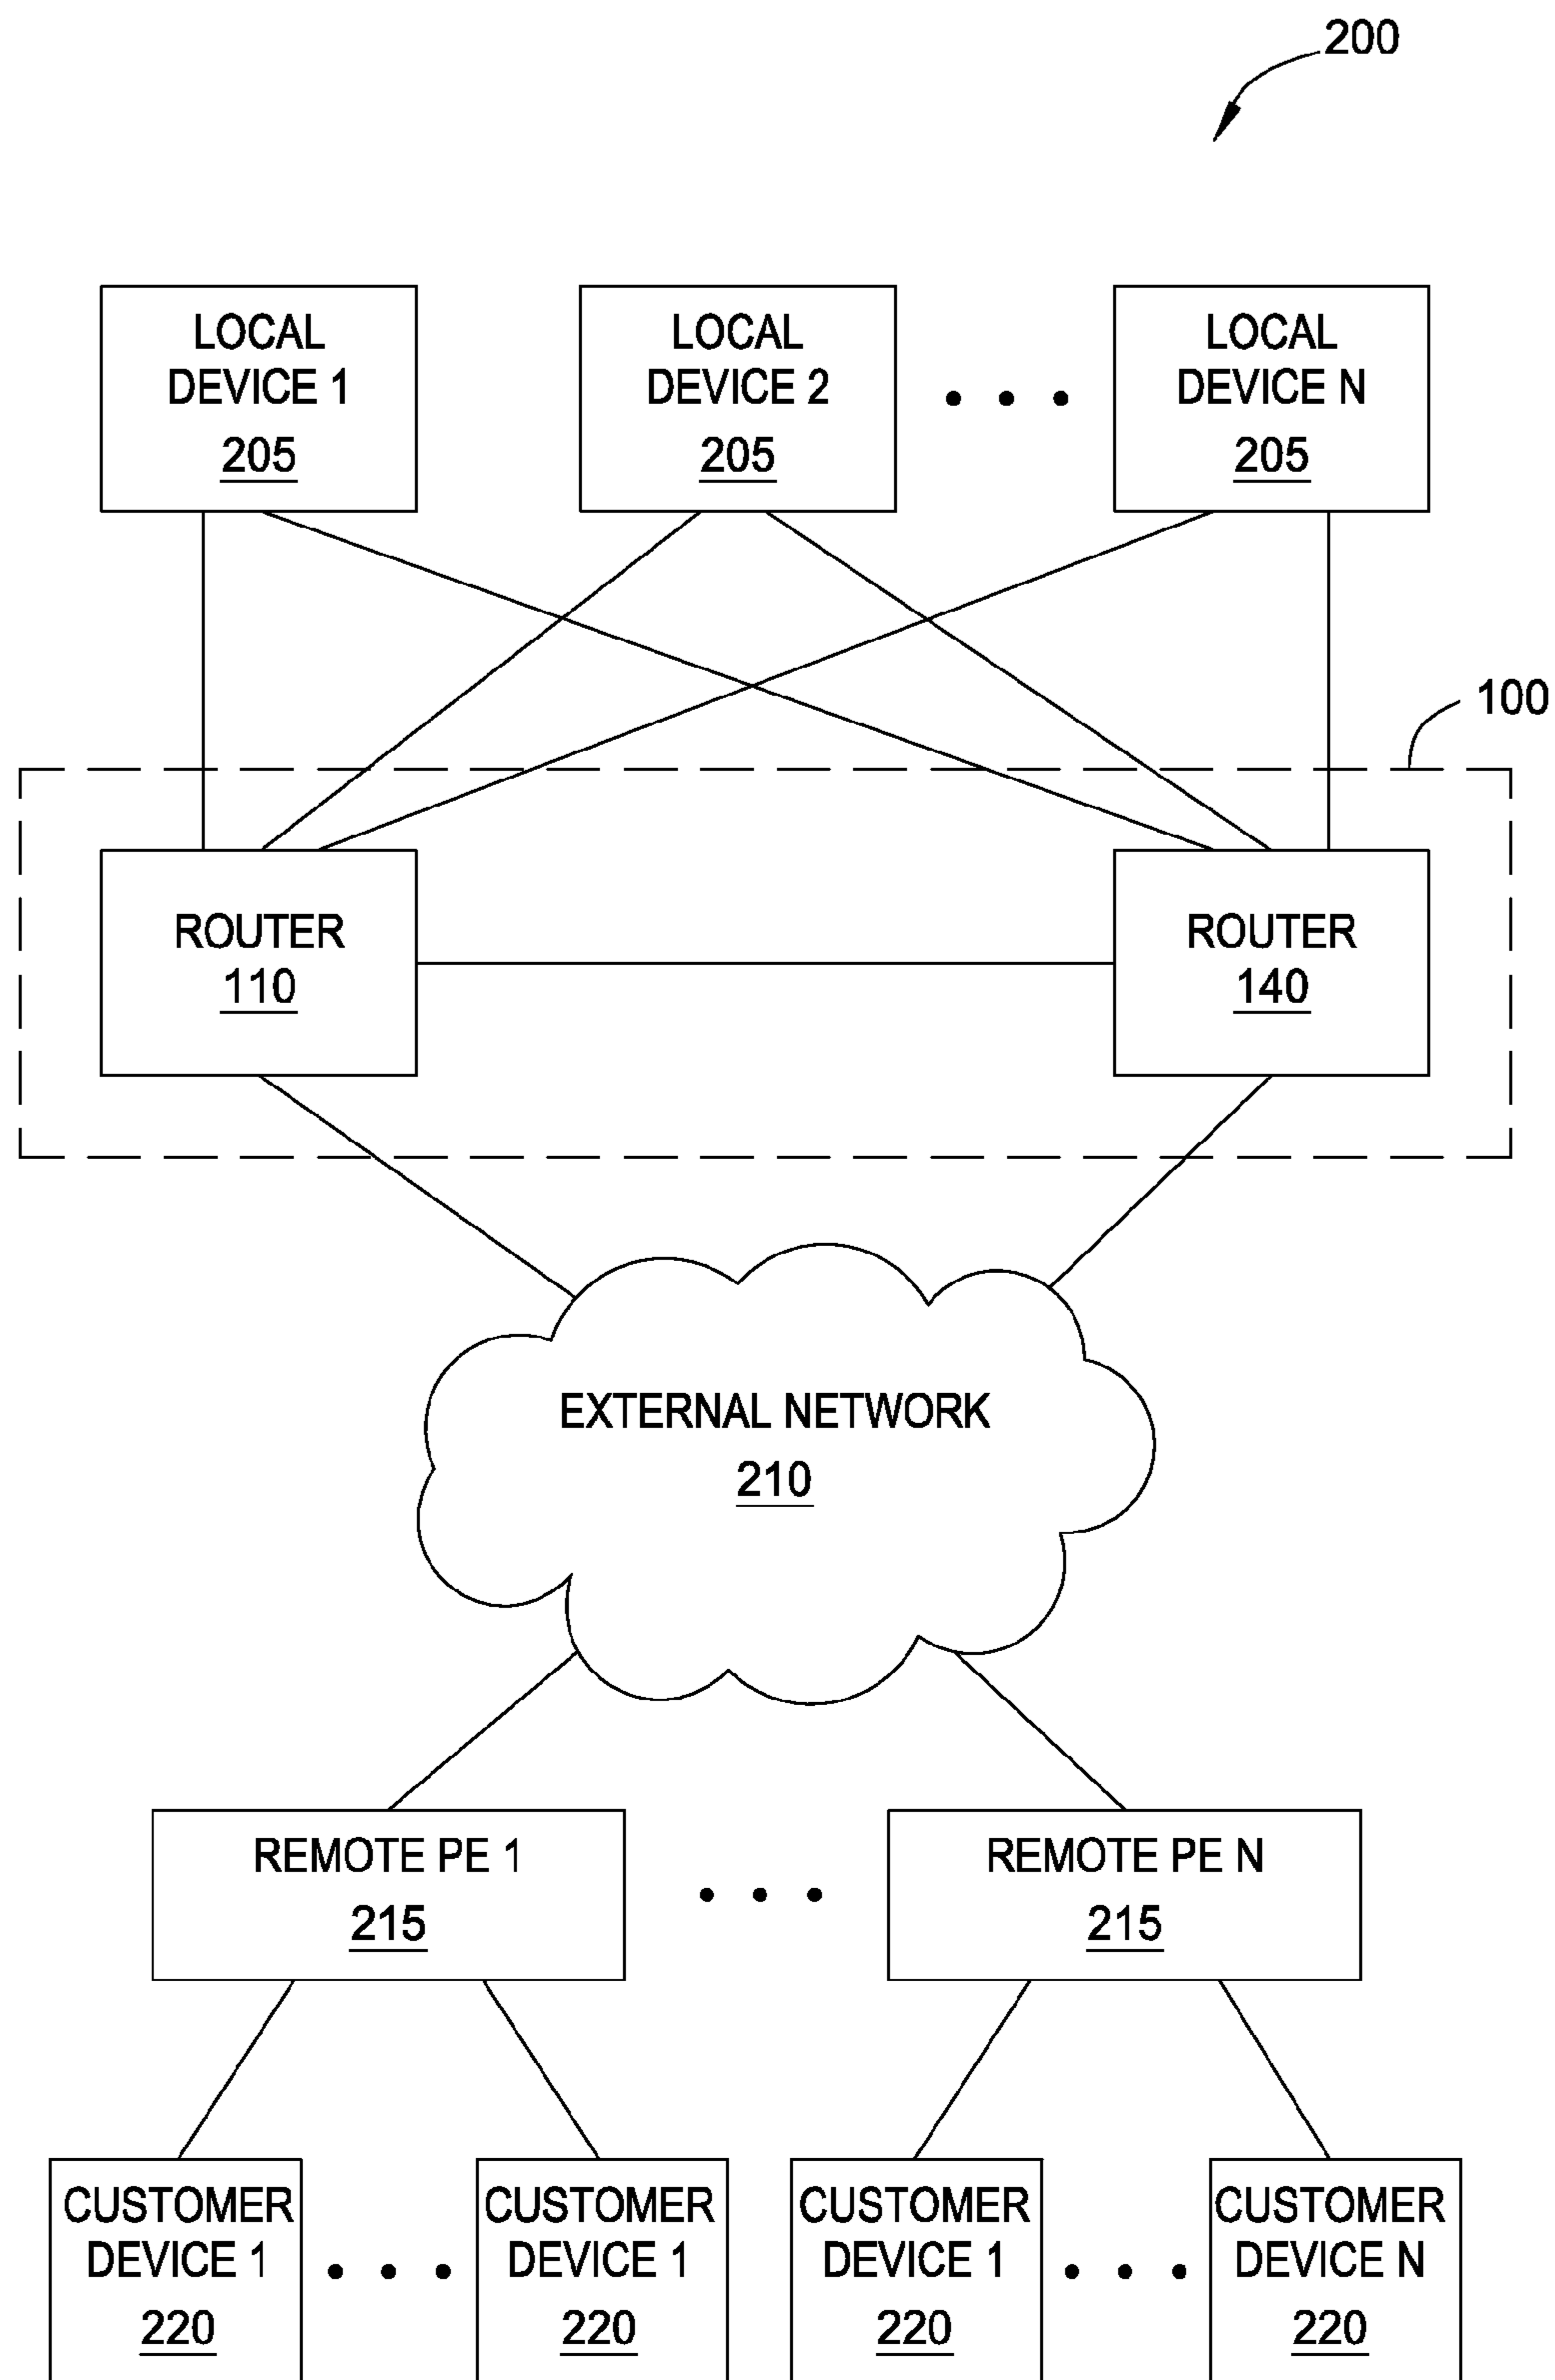 200
LOCAL
DEVICE 1
205
LOCAL
DEVICE 2
205
LOCAL
DEVICE N
205
100
ROUTER
110
ROUTER
140
EXTERNAL NETWORK
210
REMOTE PE 1
215
REMOTE PE N
215
CUSTOMER
DEVICE 1
220
CUSTOMER
DEVICE 1
220
CUSTOMER
DEVICE 1
220
CUSTOMER
DEVICE N
220